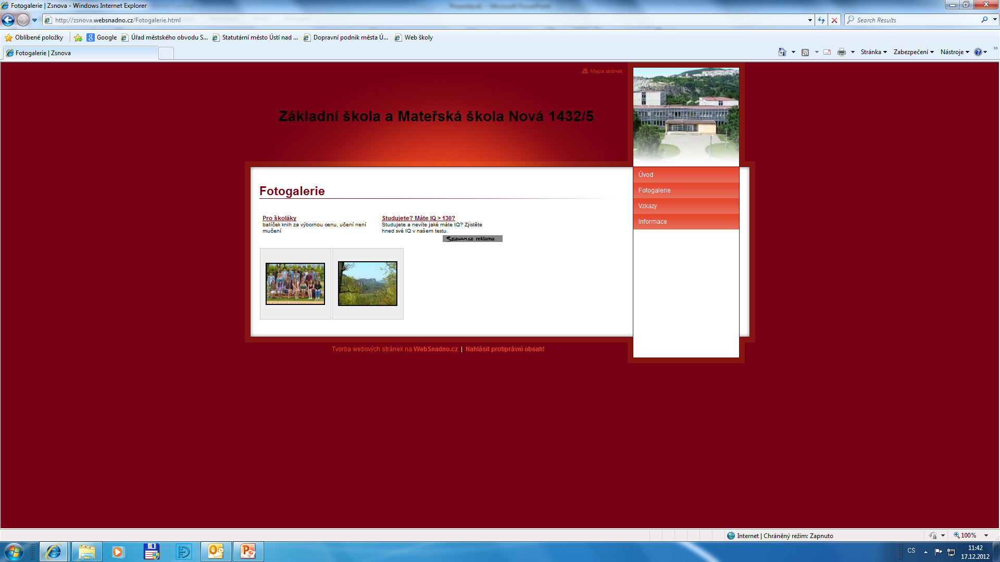 Fotogalerie | Zsnova - Windows Internet Explorer
http://zsnova.websnadno.cz/Fotogalerie.html
Search Results
Oblíbené položky
Google
Úřad městského obvodu S...
Statutární město Ústí nad ...
Dopravní podnik města Ú...
Web školy
Fotogalerie | Zsnova
Stránka
Zabezpečení
Nástroje
Mapa stránek
Základní škola a Mateřská škola Nová 1432/5
Úvod
Fotogalerie
Vzkazy
Informace
Fotogalerie
Pro školáky
balíček knih za výbornou cenu, učení není
mučení
Studujete? Máte IQ > 130?
Studujete a nevíte jaké máte IQ? Zjistěte
hned své IQ v našem testu.
Seznam.cz reklama
Tvorba webových stránek na WebSnadno.cz | Nahlásit protiprávní obsah!
Internet | Chráněný režim: Zapnuto
100%
CS
11:42
17.12.2012